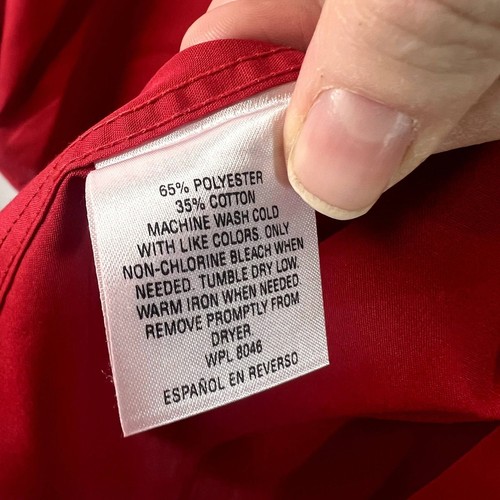 65% POLYESTER
35% COTTON
MACHINE WASH COLD
WITH LIKE COLORS. ONLY
NON-CHLORINE BLEACH WHEN
NEEDED. TUMBLE DRY LOW.
WARM IRON WHEN NEEDED
REMOVE PROMPTLY FROM
DRYER.
WPL 8046
ESPAÑOL EN REVERSO